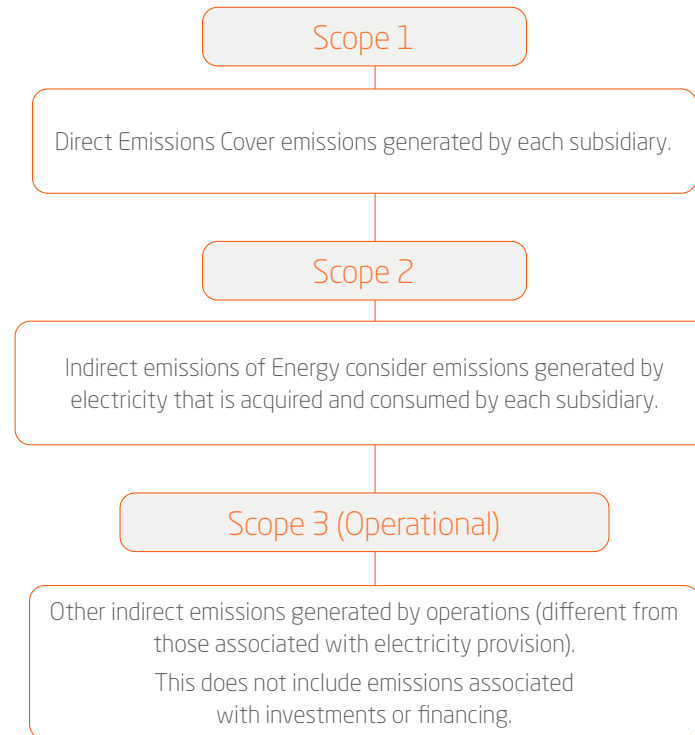 Scope 1
Direct Emissions Cover emissions generated by each subsidiary.
Scope 2
Indirect emissions of Energy consider emissions generated by
electricity that is acquired and consumed by each subsidiary.
Scope 3 (Operational)
Other indirect emissions generated by operations (different from
those associated with electricity provision).
This does not include emissions associated
with investments or financing.